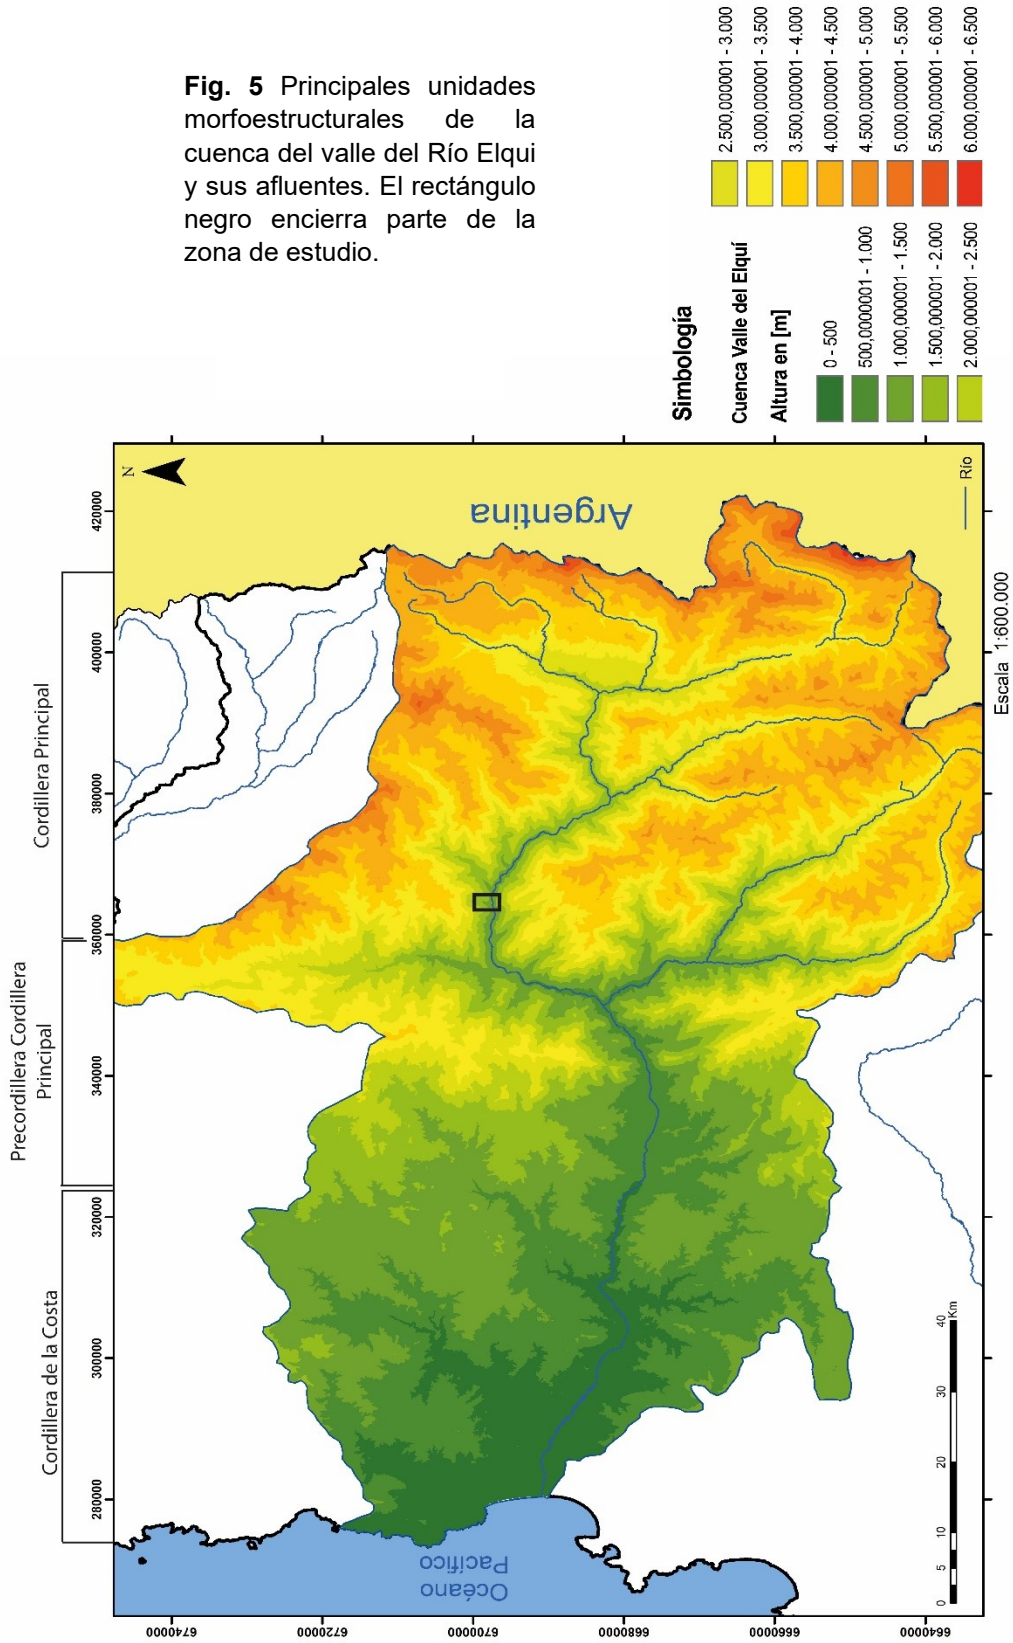 Fig. 5 Principales unidades
morfoestructurales de la
cuenca del valle del Río Elqui
y sus afluentes. El rectángulo
negro encierra parte de la
zona de estudio.
Simbología
Cuenca Valle del Elquí
Altura en [m]
0 - 500
500,0000001 - 1.000
1.000,000001 - 1.500
1.500,000001 - 2.000
2.000,000001 - 2.500
2.500,000001 - 3.000
3.000,000001 - 3.500
3.500,000001 - 4.000
4.000,000001 - 4.500
4.500,000001 - 5.000
5.000,000001 - 5.500
5.500,000001 - 6.000
6.000,000001 - 6.500
Cordillera de la Costa
Precordillera Cordillera
Principal
Cordillera Principal
280000
300000
320000
340000
360000
380000
400000
420000
N
Océano
Pacífico
Argentina
Río
6740000
6720000
6700000
6680000
6660000
6640000
0
5
10
20
30
40
Km
Escala 1:600.000